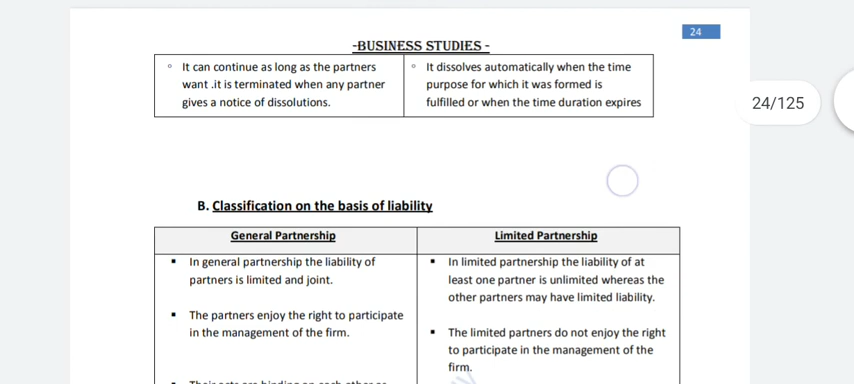 24
-BUSINESS STUDIES -
° It can continue as long as the partners
want .it is terminated when any partner
gives a notice of dissolutions.
° It dissolves automatically when the time
purpose for which it was formed is
fulfilled or when the time duration expires
24/125
B. Classification on the basis of liability
General Partnership
Limited Partnership
▪ In general partnership the liability of
partners is limited and joint.
▪ The partners enjoy the right to participate
in the management of the firm.
▪ In limited partnership the liability of at
least one partner is unlimited whereas the
other partners may have limited liability.
▪ The limited partners do not enjoy the right
to participate in the management of the
firm.